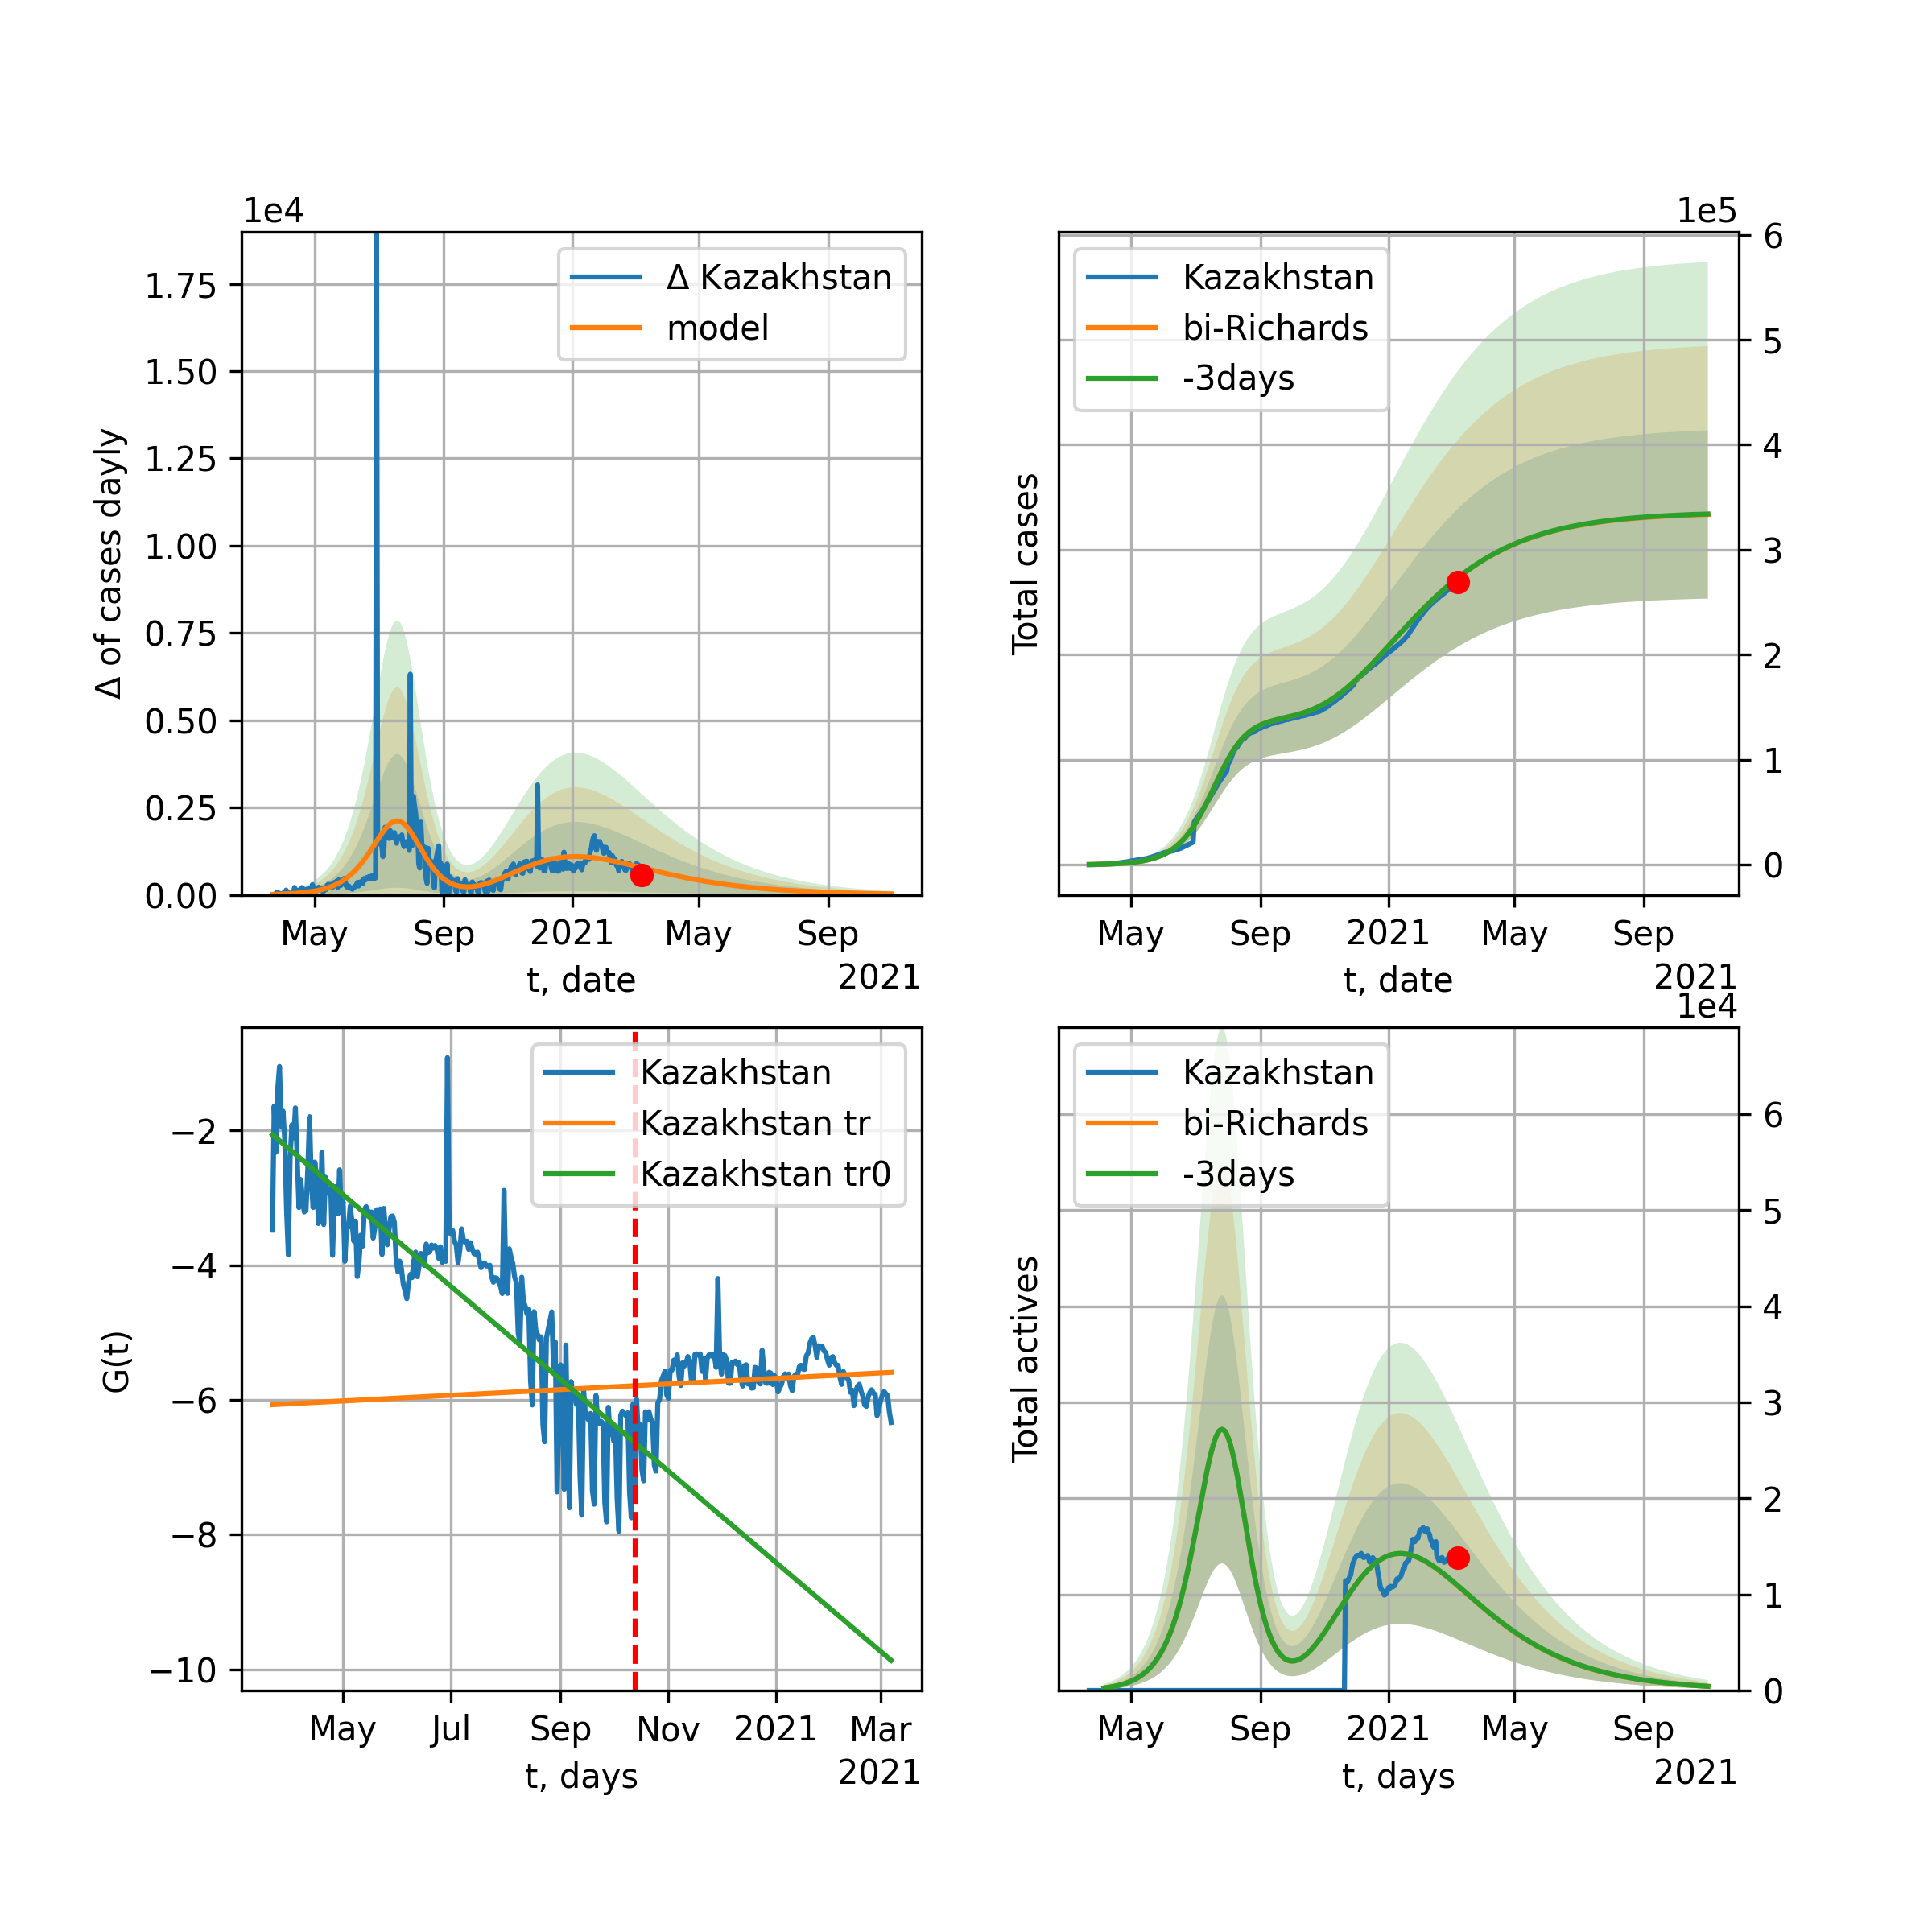 1e4
Δ of cases dayly
1.75
1.50
1.25
1.00
0.75
0.50
0.25
0.00
Δ Kazakhstan
model
May Sep 2021 May Sep
t, date
2021
1e5
Total cases
Kazakhstan
bi-Richards
-3days
6
5
4
3
2
1
0
May Sep 2021 May Sep
t, date
2021
G(t)
−2
−4
−6
−8
−10
Kazakhstan
Kazakhstan tr
Kazakhstan tr0
May Jul Sep Nov 2021 Mar
t, days
2021
1e4
Total actives
Kazakhstan
bi-Richards
-3days
6
5
4
3
2
1
0
May Sep 2021 May Sep
t, days
2021